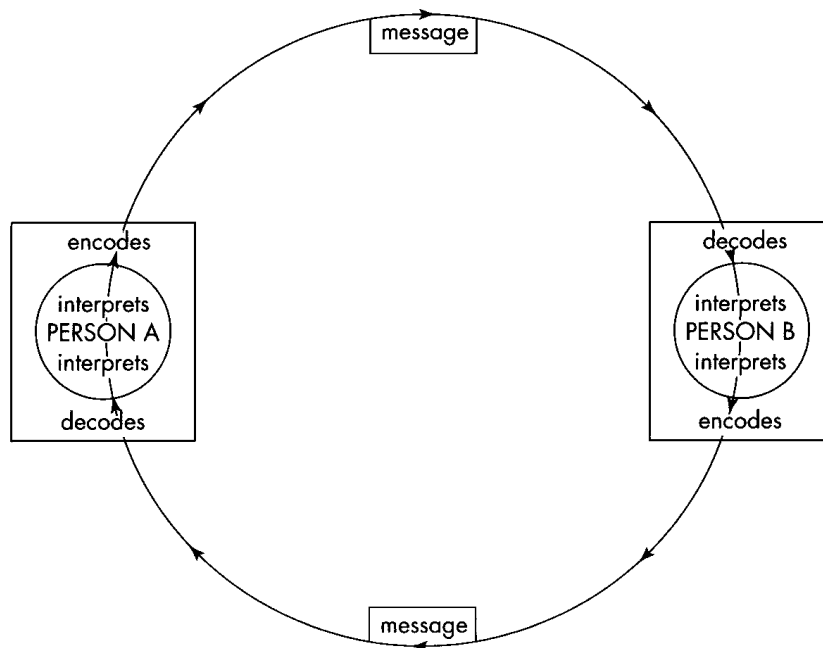 message
encodes
interprets
PERSON A
interprets
decodes
decodes
interprets
PERSON B
interprets
encodes
message